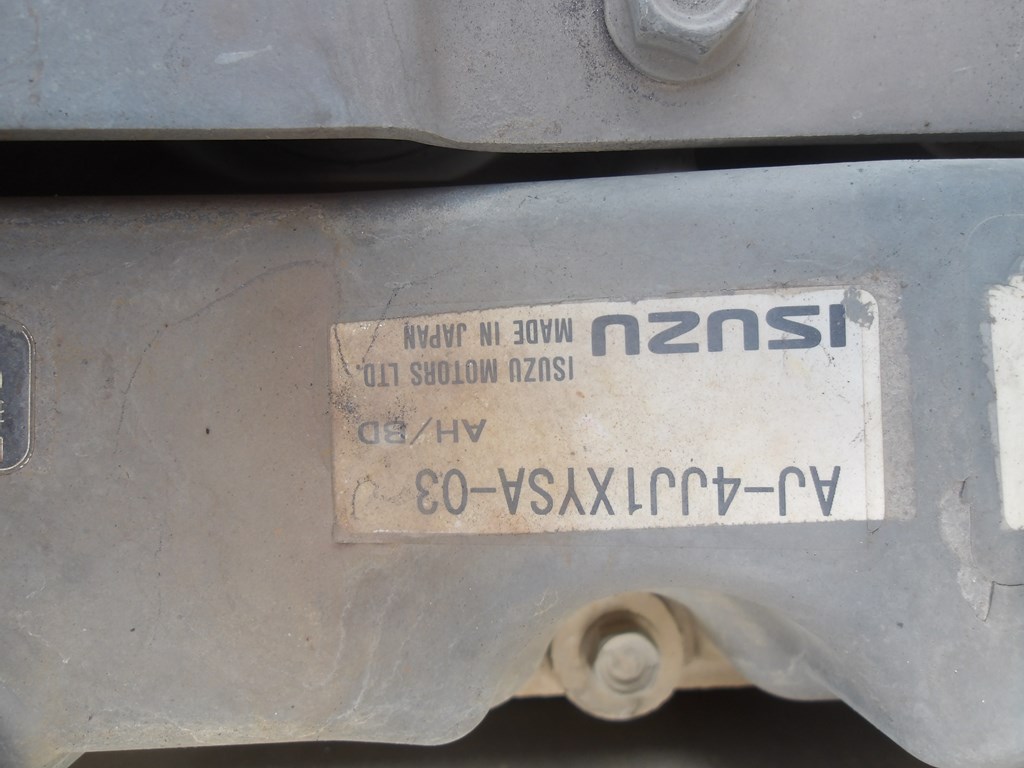 ISUZU
ISUZU MOTORS LTD.
MADE IN JAPAN
AH/BD
AJ-4JJ1XYSA-03